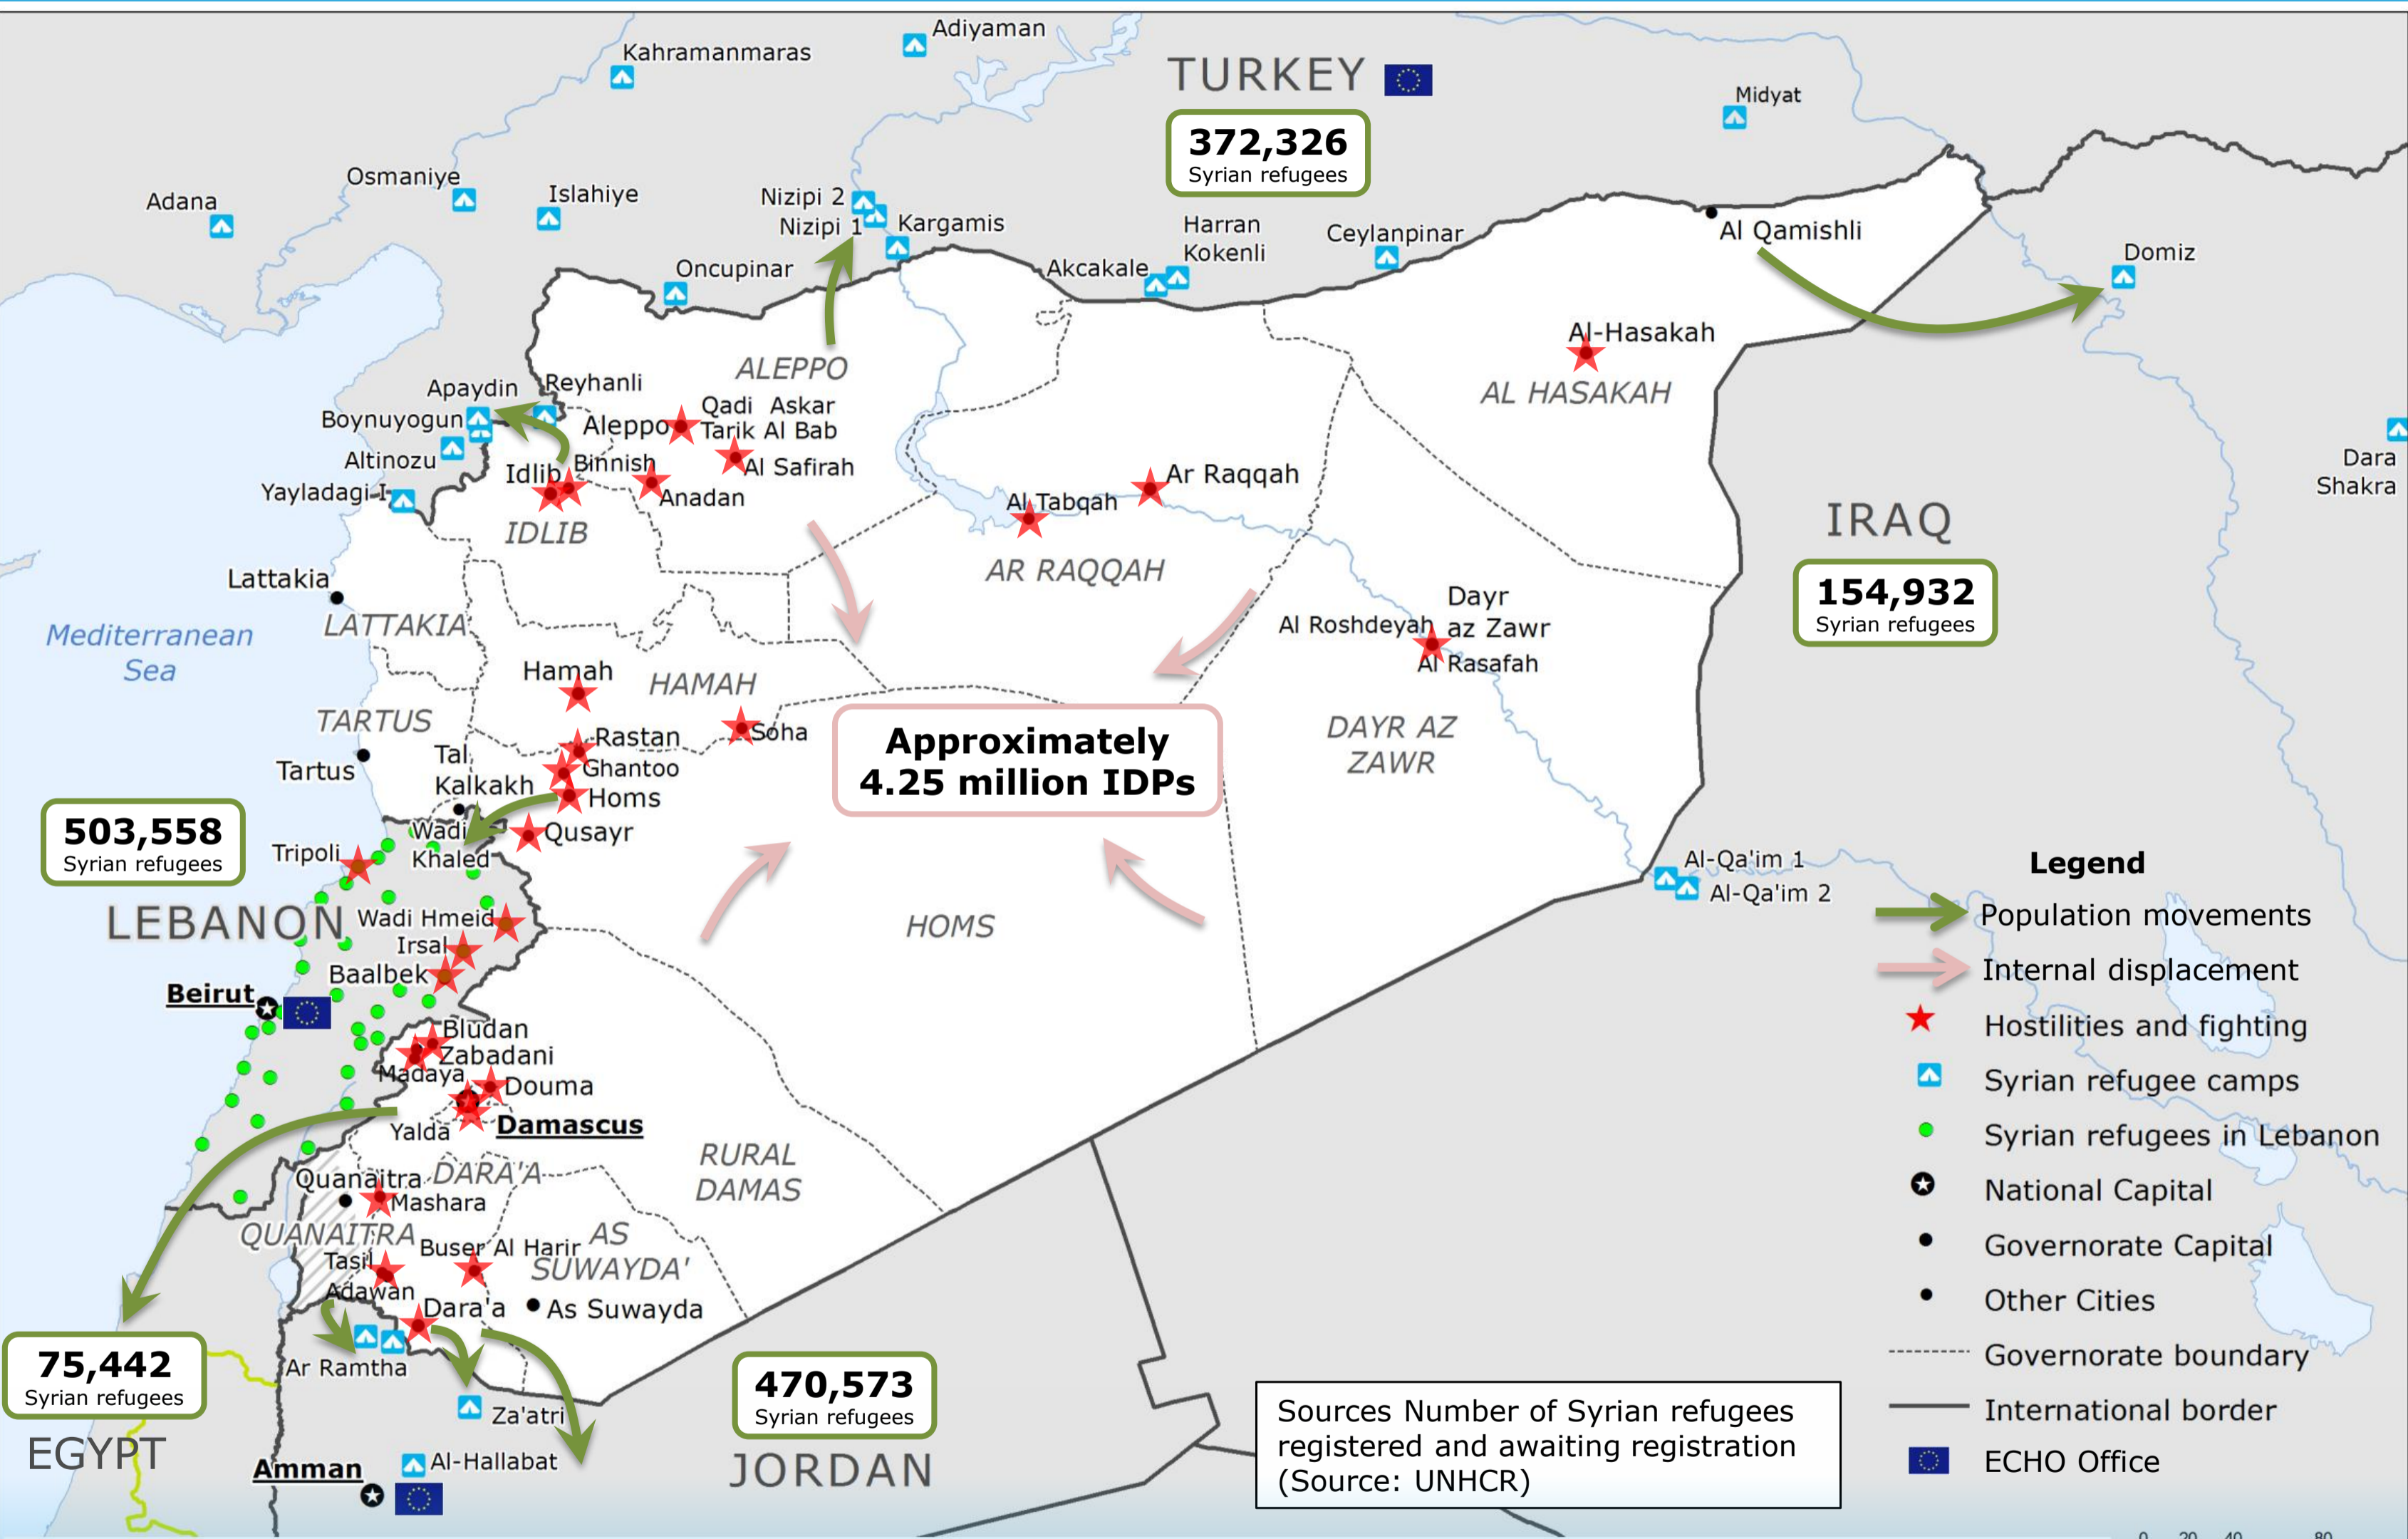 Kahramanmaras
Adiyaman
TURKEY
372,326
Syrian refugees
Midyat
Adana
Osmaniye
Islahiye
Nizipi 2
Nizipi 1
Kargamis
Oncupinar
Akcakale
Harran
Kokenli
Ceylanpinar
Al Qamishli
Domiz
Al-Hasakah
AL HASAKAH
ALEPPO
Apaydin
Reyhanli
Boynuyogun
Altinozu
Yayladagi I
Aleppo
Qadi Askar
Tarik Al Bab
Al Safirah
Idlib
Binnish
Anadan
IDLIB
Al Tabqah
Ar Raqqah
AR RAQQAH
IRAQ
154,932
Syrian refugees
Dara
Shakra
Lattakia
LATTAKIA
Mediterranean
Sea
Al Roshdeyah
Dayr
az Zawr
Al Rasafah
DAYR AZ
ZAWR
Hamah
HAMAH
TARTUS
Tartus
Tal
Kalkakh
Rastan
Ghantoo
Homs
Soha
Qusayr
Approximately
4.25 million IDPs
503,558
Syrian refugees
LEBANON
Tripoli
Wadi
Khaled
Wadi Hmeid
Irsal
Baalbek
Beirut
HOMS
Al-Qa'im 1
Al-Qa'im 2
Bludan
Zabadani
Madaya
Douma
Damascus
Yalda
RURAL
DAMAS
Quanaitra
DARA'A
Mashara
QUANAITRA
Tasil
Adawan
Buser Al Harir
AS
SUWAYDA'
Dara'a
As Suwayda
Ar Ramtha
Za'atri
Al-Hallabat
Amman
75,442
Syrian refugees
EGYPT
470,573
Syrian refugees
JORDAN
Sources Number of Syrian refugees
registered and awaiting registration
(Source: UNHCR)
Legend
Population movements
Internal displacement
Hostilities and fighting
Syrian refugee camps
Syrian refugees in Lebanon
National Capital
Governorate Capital
Other Cities
Governorate boundary
International border
ECHO Office
0 20 40 80